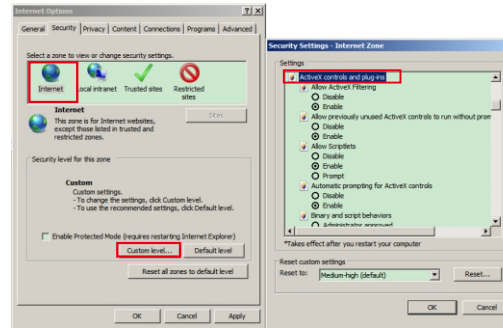 Internet Options
General Security Privacy Content Connections Programs Advanced
Select a zone to view or change security settings.
Internet
Local intranet
Trusted sites
Restricted
sites
Internet
This zone is for Internet websites,
except those listed in trusted and
restricted zones.
Sites
Security level for this zone
Custom
Custom settings.
- To change the settings, click Custom level.
- To use the recommended settings, click Default level.
Enable Protected Mode (requires restarting Internet Explorer)
Custom level...
Default level
Reset all zones to default level
OK
Cancel
Apply
Security Settings - Internet Zone
Settings
ActiveX controls and plug-ins
Allow ActiveX Filtering
Disable
Enable
Allow previously unused ActiveX controls to run without prom
Disable
Enable
Allow Scriptlets
Disable
Enable
Prompt
Automatic prompting for ActiveX controls
Disable
Enable
Binary and script behaviors
Administrator approved
*Takes effect after you restart your computer
Reset custom settings
Reset to:
Medium-high (default)
Reset...
OK
Cancel